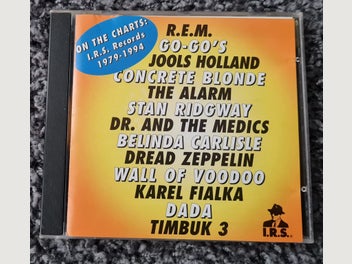 ON THE CHARTS:
I.R.S. Records
1979-1994
R.E.M.
GO-GO'S
JOOLS HOLLAND
CONCRETE BLONDE
THE ALARM
STAN RIDGWAY
DR. AND THE MEDICS
BELINDA CARLISLE
DREAD ZEPPELIN
WALL OF VOODOO
KAREL FIALKA
DADA
TIMBUK 3
I.R.S.